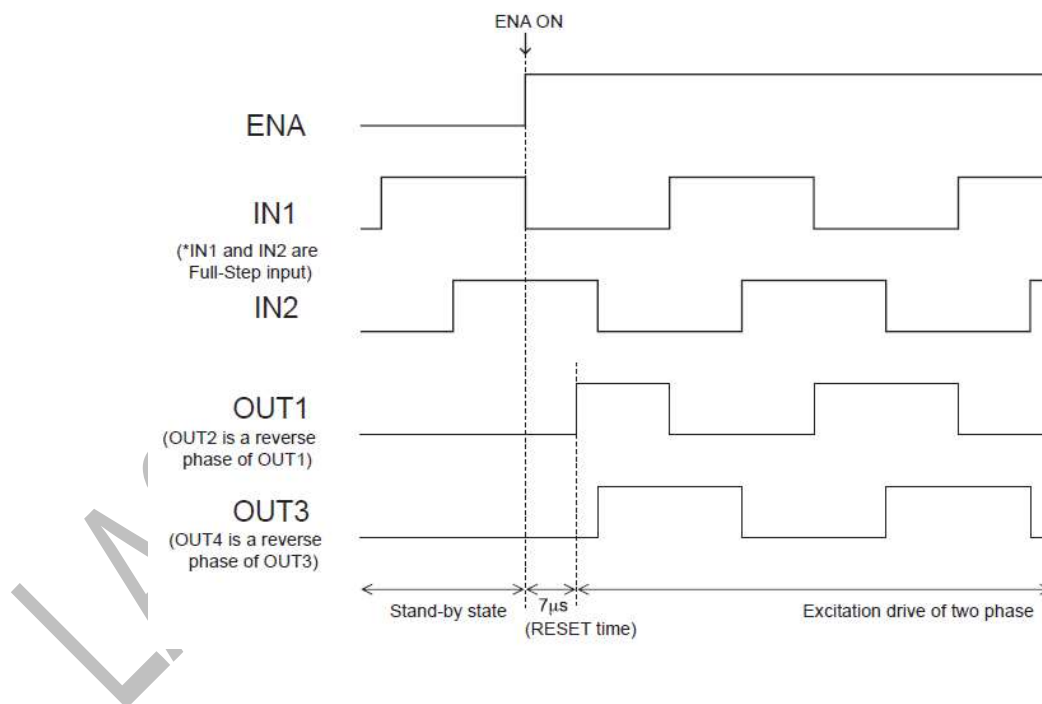 ENA ON
ENA
IN1
(*IN1 and IN2 are
Full-Step input)
IN2
OUT1
(OUT2 is a reverse
phase of OUT1)
OUT3
(OUT4 is a reverse
phase of OUT3)
Stand-by state
7μs
(RESET time)
Excitation drive of two phase